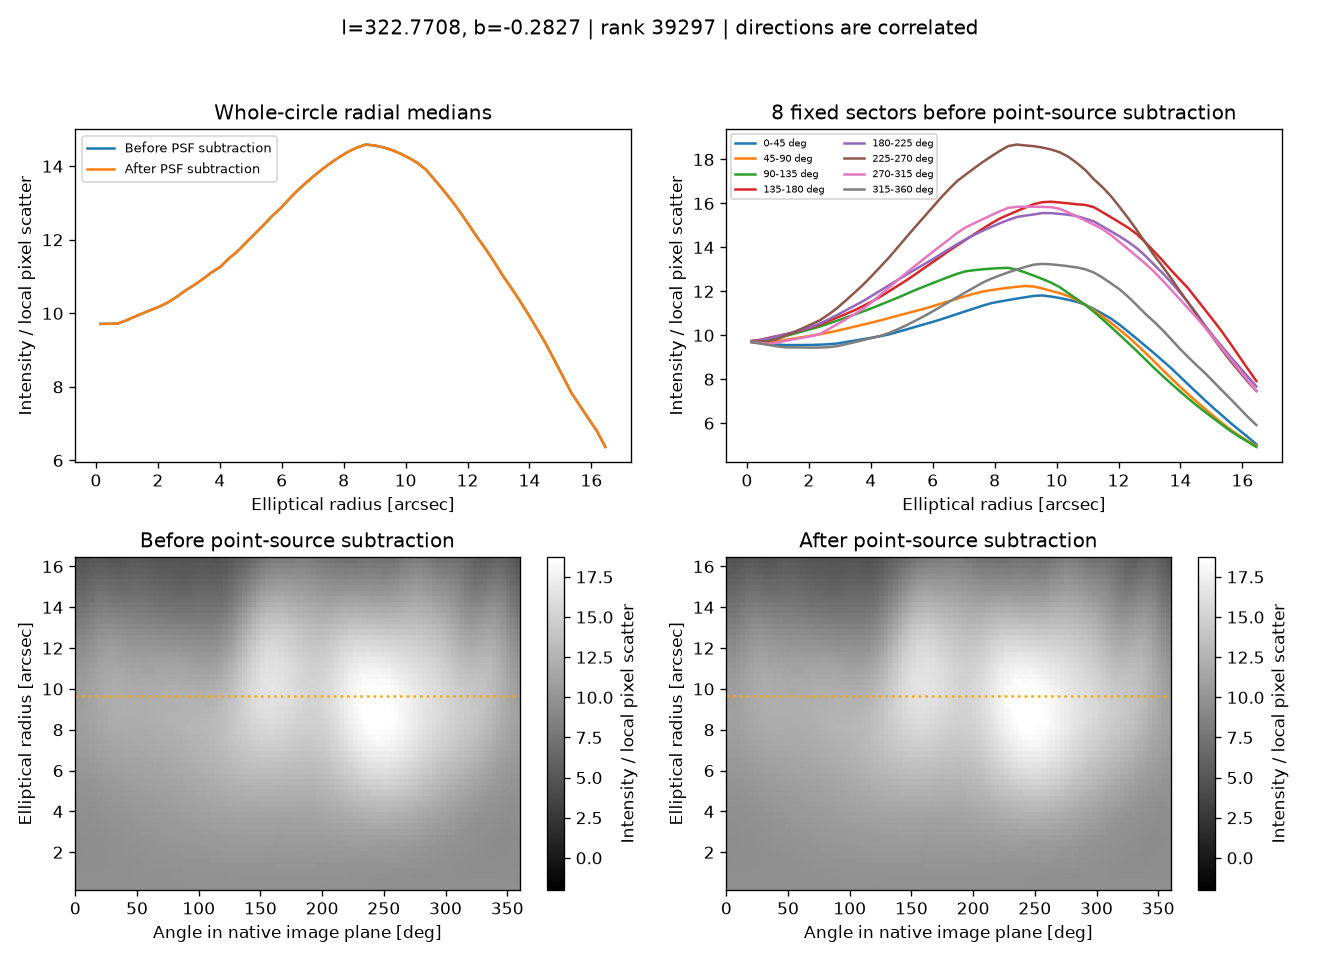 l=322.7708, b=-0.2827 | rank 39297 | directions are correlated
Whole-circle radial medians
Before PSF subtraction
After PSF subtraction
Intensity / local pixel scatter
14
12
10
8
6
0 2 4 6 8 10 12 14 16
Elliptical radius [arcsec]
8 fixed sectors before point-source subtraction
0-45 deg
45-90 deg
90-135 deg
135-180 deg
180-225 deg
225-270 deg
270-315 deg
315-360 deg
Intensity / local pixel scatter
18
16
14
12
10
8
6
0 2 4 6 8 10 12 14 16
Elliptical radius [arcsec]
Before point-source subtraction
Elliptical radius [arcsec]
16
14
12
10
8
6
4
2
0 50 100 150 200 250 300 350
Angle in native image plane [deg]
17.5
15.0
12.5
10.0
7.5
5.0
2.5
0.0
Intensity / local pixel scatter
After point-source subtraction
Elliptical radius [arcsec]
16
14
12
10
8
6
4
2
0 50 100 150 200 250 300 350
Angle in native image plane [deg]
17.5
15.0
12.5
10.0
7.5
5.0
2.5
0.0
Intensity / local pixel scatter